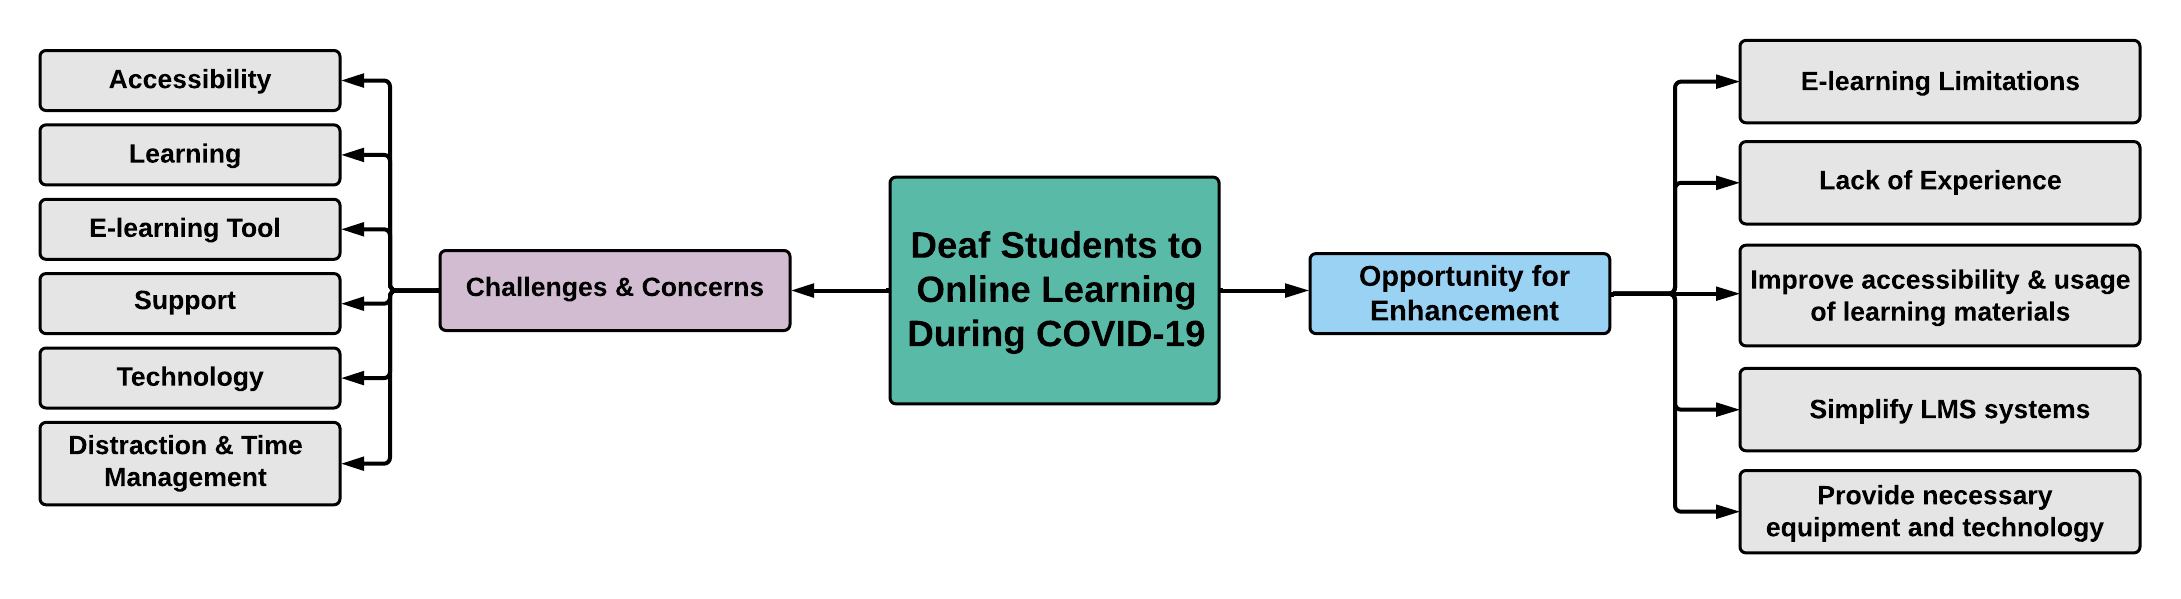 Accessibility
Learning
E-learning Tool
Support
Technology
Distraction & Time
Management
Challenges & Concerns
Deaf Students to
Online Learning
During COVID-19
Opportunity for
Enhancement
E-learning Limitations
Lack of Experience
Improve accessibility & usage
of learning materials
Simplify LMS systems
Provide necessary
equipment and technology